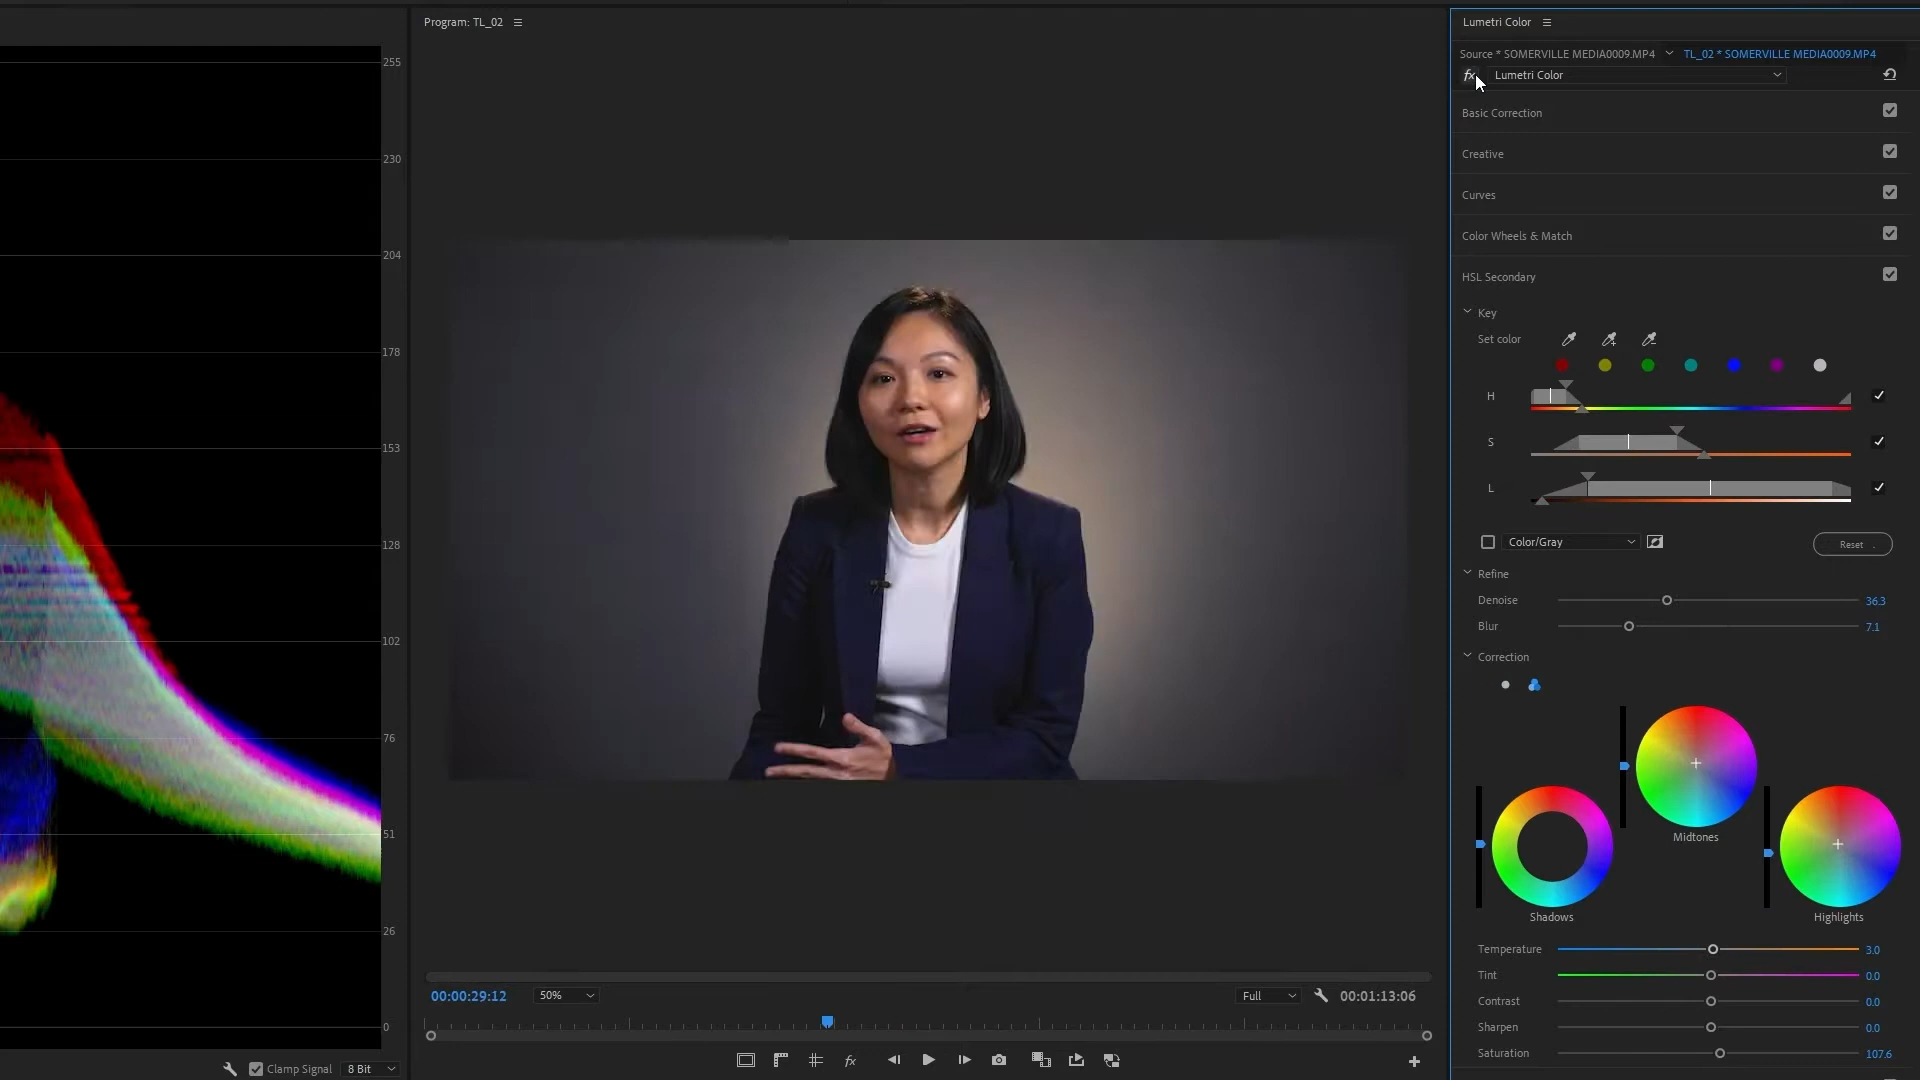 255
230
204
178
153
128
102
76
51
26
0
Clamp Signal
8 Bit
Program: TL_02
00:00:29:12
50%
Full
00:01:13:06
fx
Lumetri Color
Source * SOMERVILLE MEDIA0009.MP4
TL_02 * SOMERVILLE MEDIA0009.MP4
fx
Lumetri Color
Basic Correction
Creative
Curves
Color Wheels & Match
HSL Secondary
Key
Set color
H
S
L
Color/Gray
Reset
Refine
Denoise 36.3
Blur 7.1
Correction
Midtones
Shadows
Highlights
Temperature 3.0
Tint 0.0
Contrast 0.0
Sharpen 0.0
Saturation 107.6